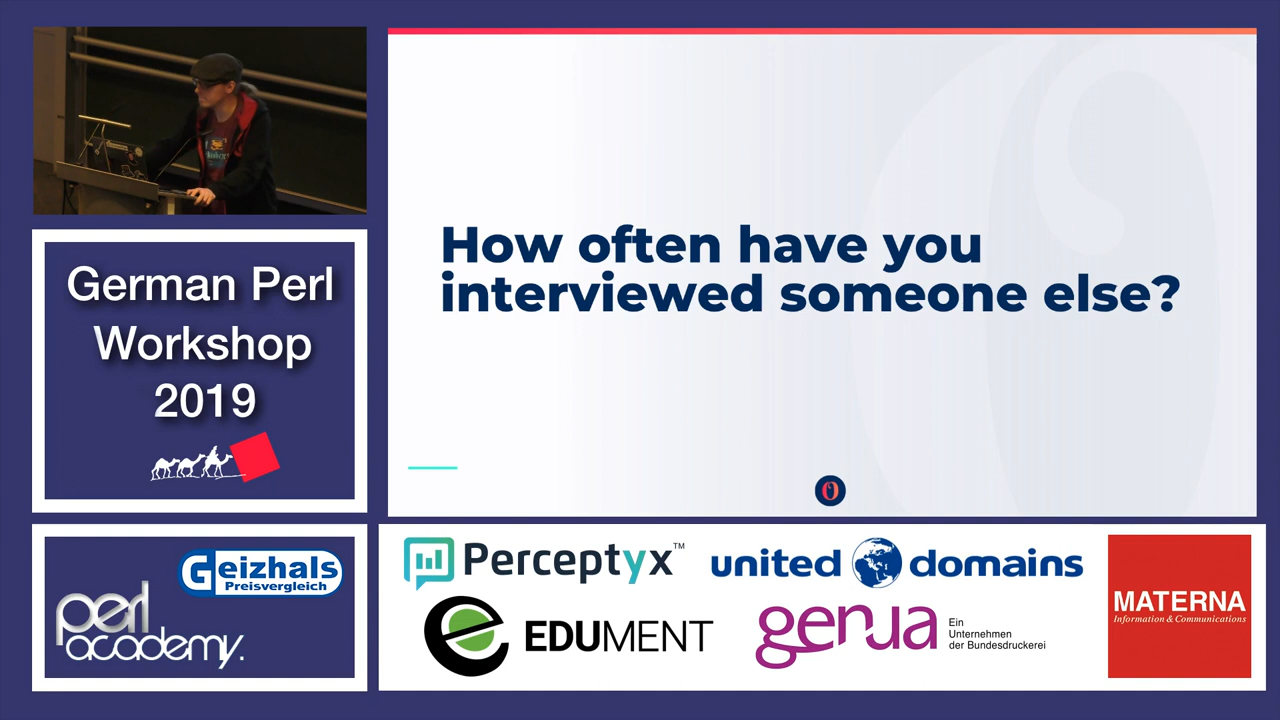 How often have you
interviewed someone else?
German Perl
Workshop
2019
Geizhals
Preisvergleich
perl
academy.
Perceptyx™
united domains
EDUMENT
genua
Ein
Unternehmen
der Bundesdruckerei
MATERNA
Information & Communications